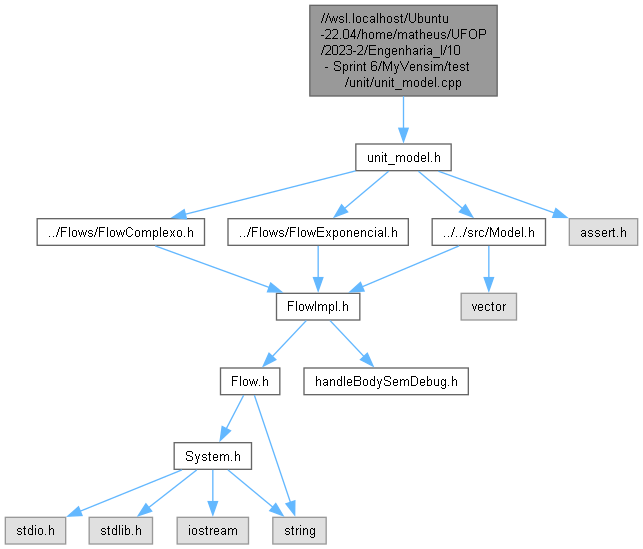 //wsl.localhost/Ubuntu
-22.04/home/matheus/UFOP
/2023-2/Engenharia_I/10
- Sprint 6/MyVensim/test
/unit/unit_model.cpp
unit_model.h
../Flows/FlowComplexo.h
../Flows/FlowExponencial.h
../../src/Model.h
assert.h
FlowImpl.h
vector
Flow.h
handleBodySemDebug.h
System.h
stdio.h
stdlib.h
iostream
string